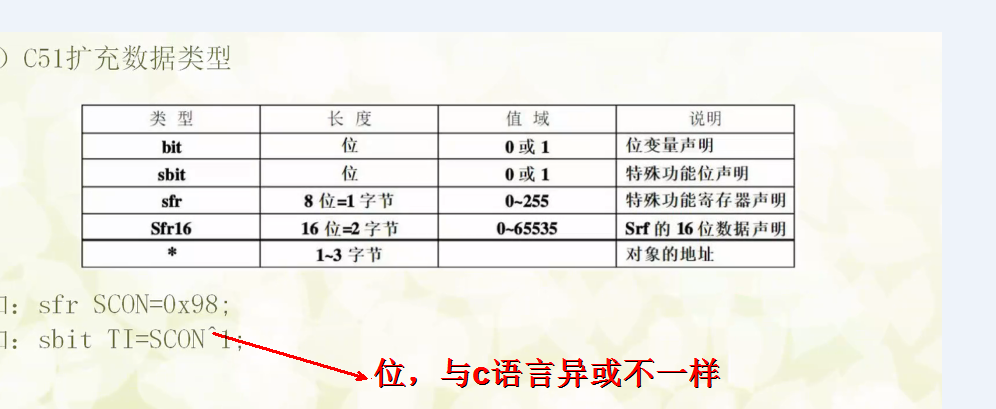 ) C51扩充数据类型
类 型 长 度 值 域 说明
bit 位 0 或 1 位变量声明
sbit 位 0 或 1 特殊功能位声明
sfr 8 位=1 字节 0~255 特殊功能寄存器声明
Sfr16 16 位=2 字节 0~65535 Srf 的 16 位数据声明
* 1~3 字节 对象的地址
: sfr SCON=0x98;
: sbit TI=SCON^1;
位，与c语言异或不一样